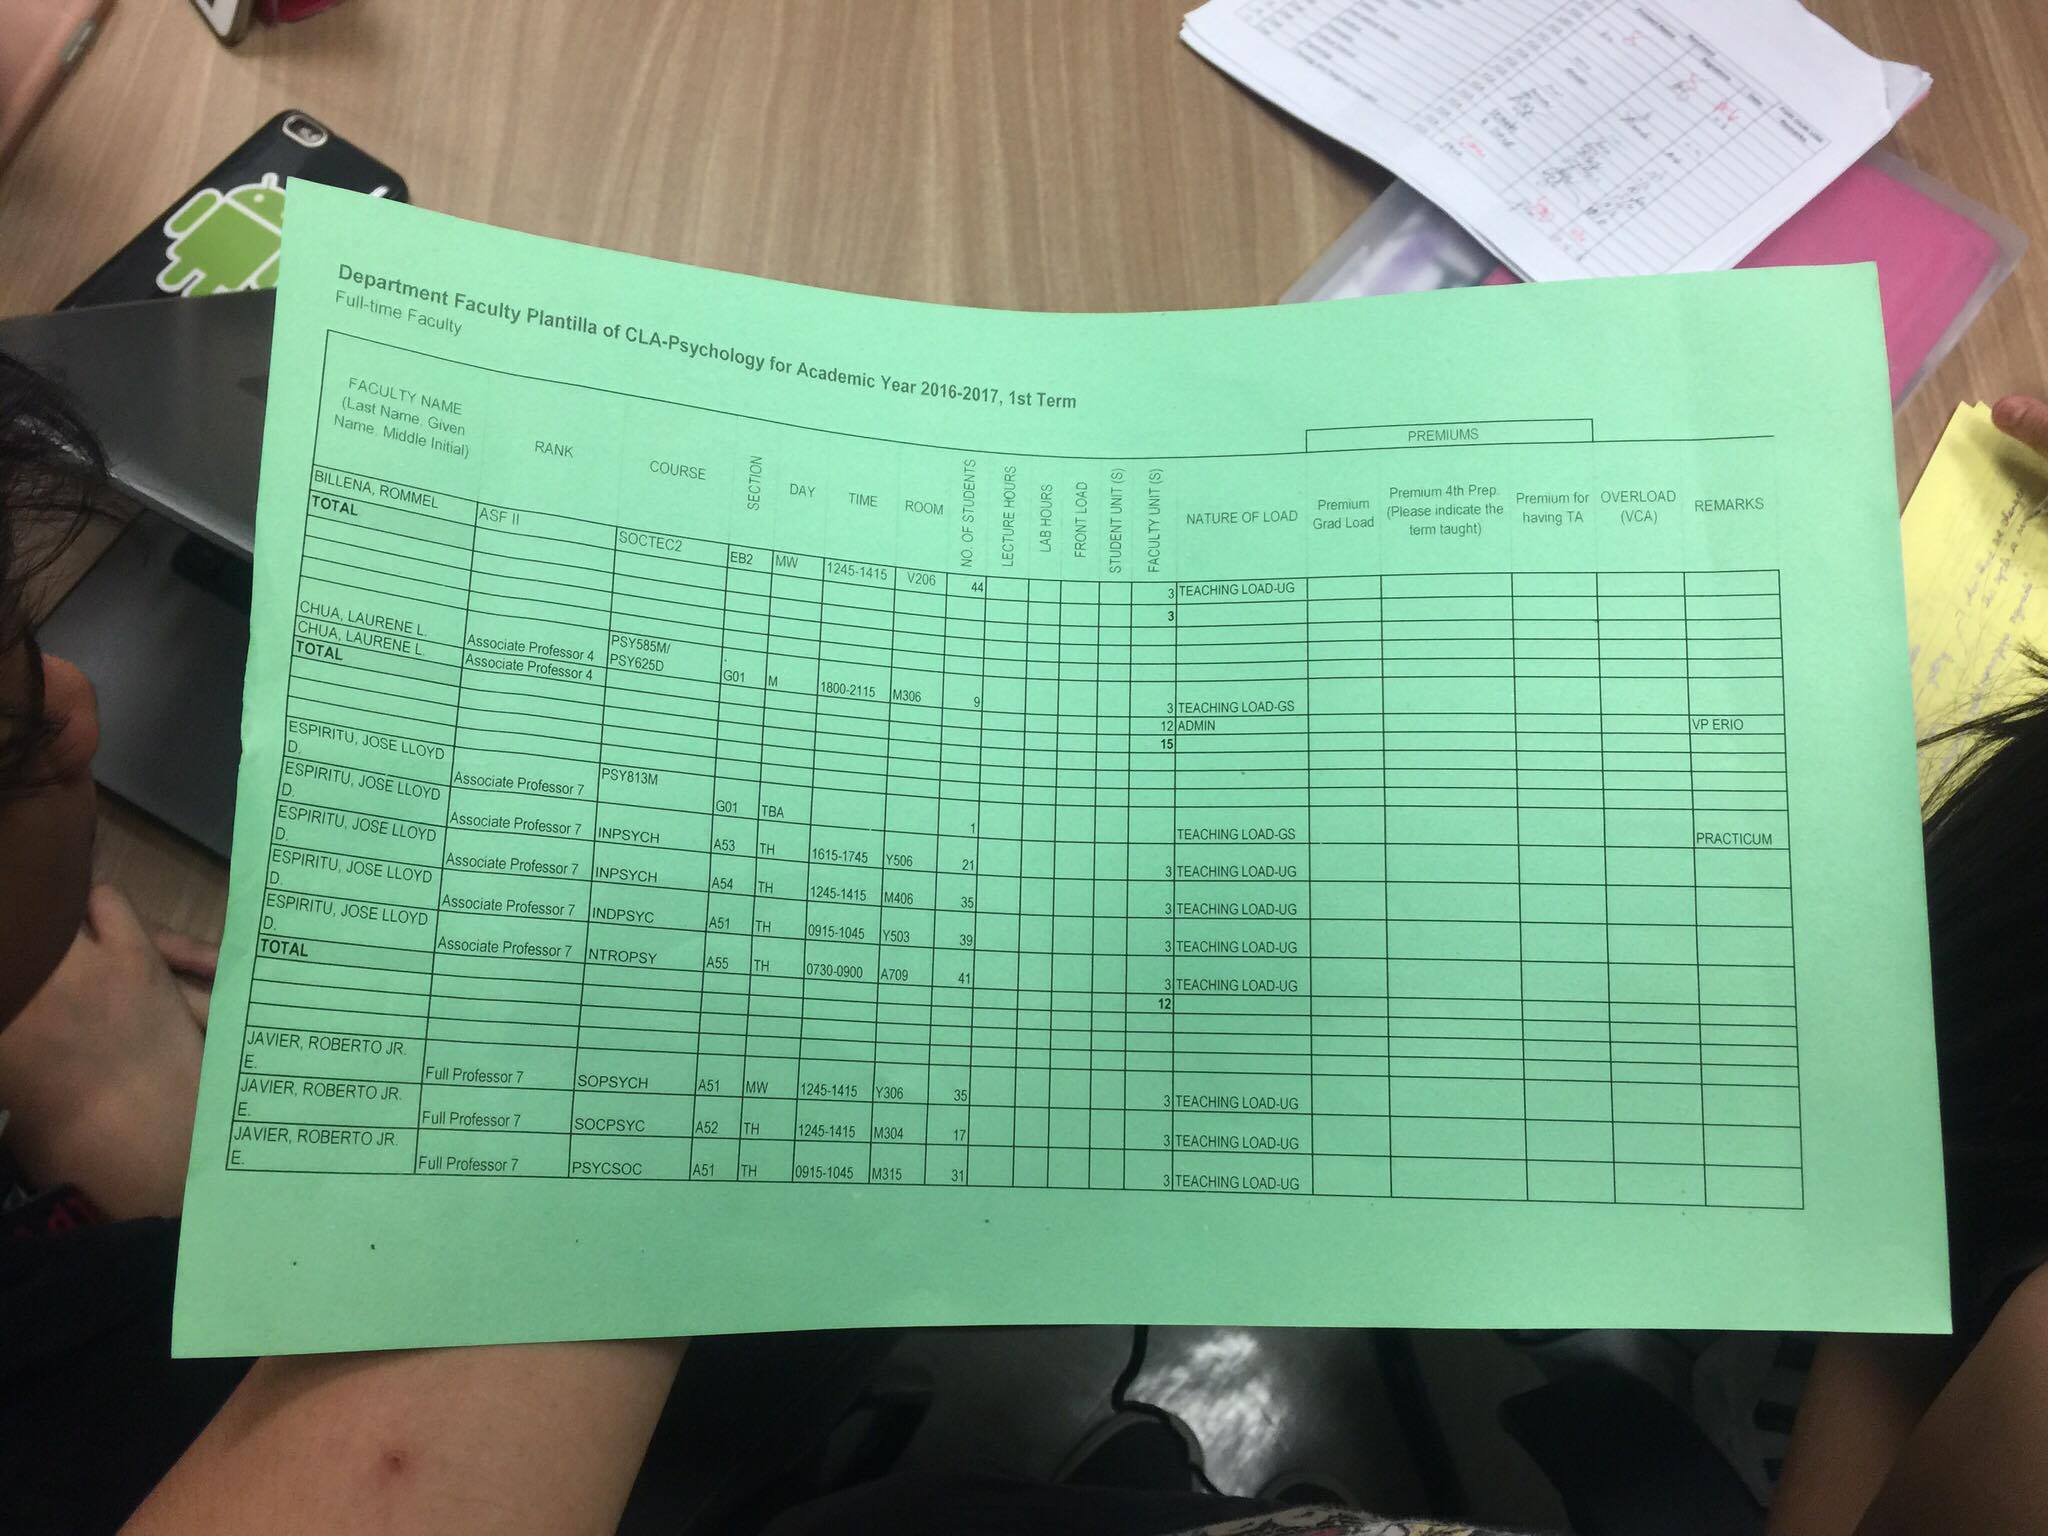 Department Faculty Plantilla of CLA-Psychology for Academic Year 2016-2017, 1st Term
Full-time Faculty
PREMIUMS
FACULTY NAME (Last Name, Given Name, Middle Initial) RANK COURSE SECTION DAY TIME ROOM NO. OF STUDENTS LECTURE HOURS LAB HOURS FRONT LOAD STUDENT UNIT (S) FACULTY UNIT (S) NATURE OF LOAD Premium Grad Load Premium 4th Prep. (Please indicate the term taught) Premium for having TA OVERLOAD (VCA) REMARKS
BILLENA, ROMMEL ASF II SOCTEC2 EB2 MW 1245-1415 V206 44 3 TEACHING LOAD-UG
TOTAL 3
CHUA, LAURENE L. Associate Professor 4 PSY585M/ PSY625D G01 M 1800-2115 M306 9 3 TEACHING LOAD-GS
CHUA, LAURENE L. Associate Professor 4 12 ADMIN VP ERIO
TOTAL 15
ESPIRITU, JOSE LLOYD D. Associate Professor 7 PSY813M G01 TBA 1 TEACHING LOAD-GS PRACTICUM
ESPIRITU, JOSE LLOYD D. Associate Professor 7 INPSYCH A53 TH 1615-1745 Y506 21 3 TEACHING LOAD-UG
ESPIRITU, JOSE LLOYD D. Associate Professor 7 INPSYCH A54 TH 1245-1415 M406 35 3 TEACHING LOAD-UG
ESPIRITU, JOSE LLOYD D. Associate Professor 7 INDPSYC A51 TH 0915-1045 Y503 39 3 TEACHING LOAD-UG
ESPIRITU, JOSE LLOYD D. Associate Professor 7 NTROPSY A55 TH 0730-0900 A709 41 3 TEACHING LOAD-UG
TOTAL 12
JAVIER, ROBERTO JR. E. Full Professor 7 SOPSYCH A51 MW 1245-1415 Y306 35 3 TEACHING LOAD-UG
JAVIER, ROBERTO JR. E. Full Professor 7 SOCPSYC A52 TH 1245-1415 M304 17 3 TEACHING LOAD-UG
JAVIER, ROBERTO JR. E. Full Professor 7 PSYCSOC A51 TH 0915-1045 M315 31 3 TEACHING LOAD-UG